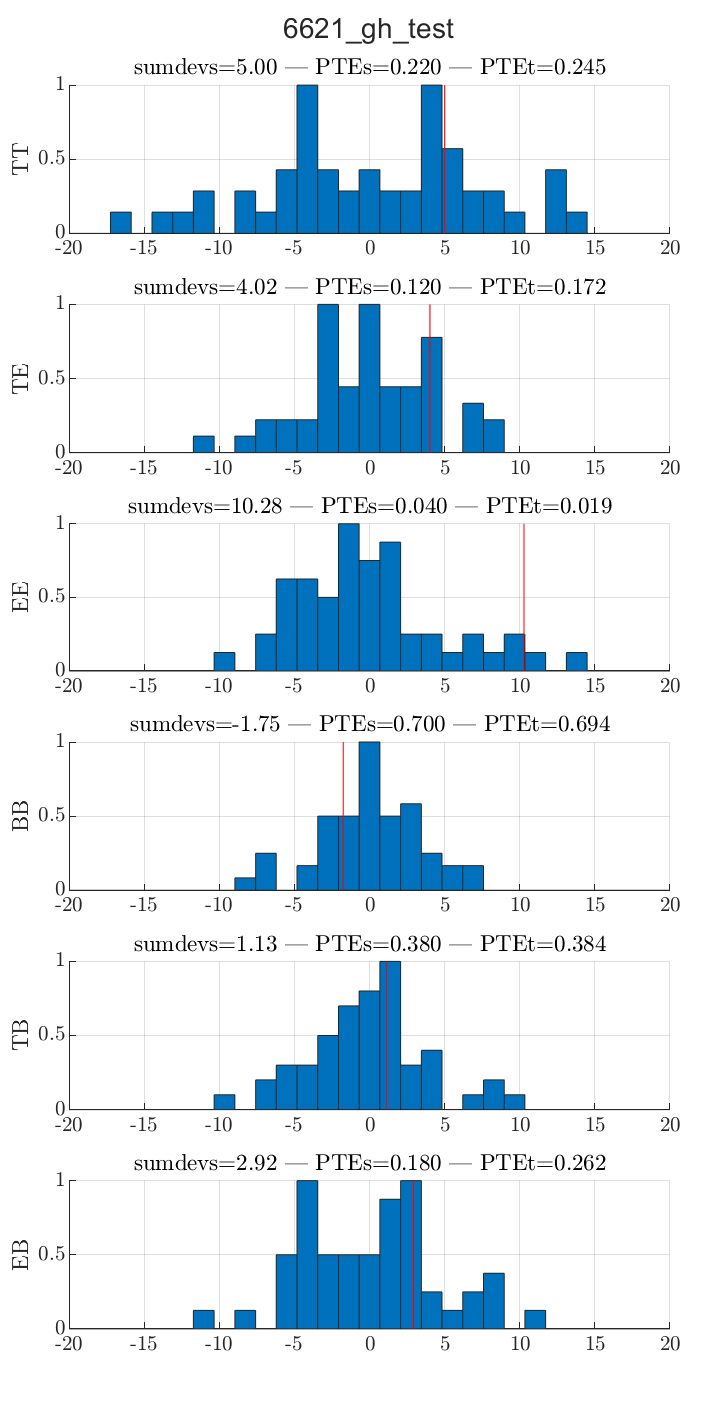 6621_gh_test
sumdevs=5.00 — PTEs=0.220 — PTEt=0.245
TT
1
0.5
0
-20 -15 -10 -5 0 5 10 15 20
sumdevs=4.02 — PTEs=0.120 — PTEt=0.172
TE
1
0.5
0
-20 -15 -10 -5 0 5 10 15 20
sumdevs=10.28 — PTEs=0.040 — PTEt=0.019
EE
1
0.5
0
-20 -15 -10 -5 0 5 10 15 20
sumdevs=-1.75 — PTEs=0.700 — PTEt=0.694
BB
1
0.5
0
-20 -15 -10 -5 0 5 10 15 20
sumdevs=1.13 — PTEs=0.380 — PTEt=0.384
TB
1
0.5
0
-20 -15 -10 -5 0 5 10 15 20
sumdevs=2.92 — PTEs=0.180 — PTEt=0.262
EB
1
0.5
0
-20 -15 -10 -5 0 5 10 15 20